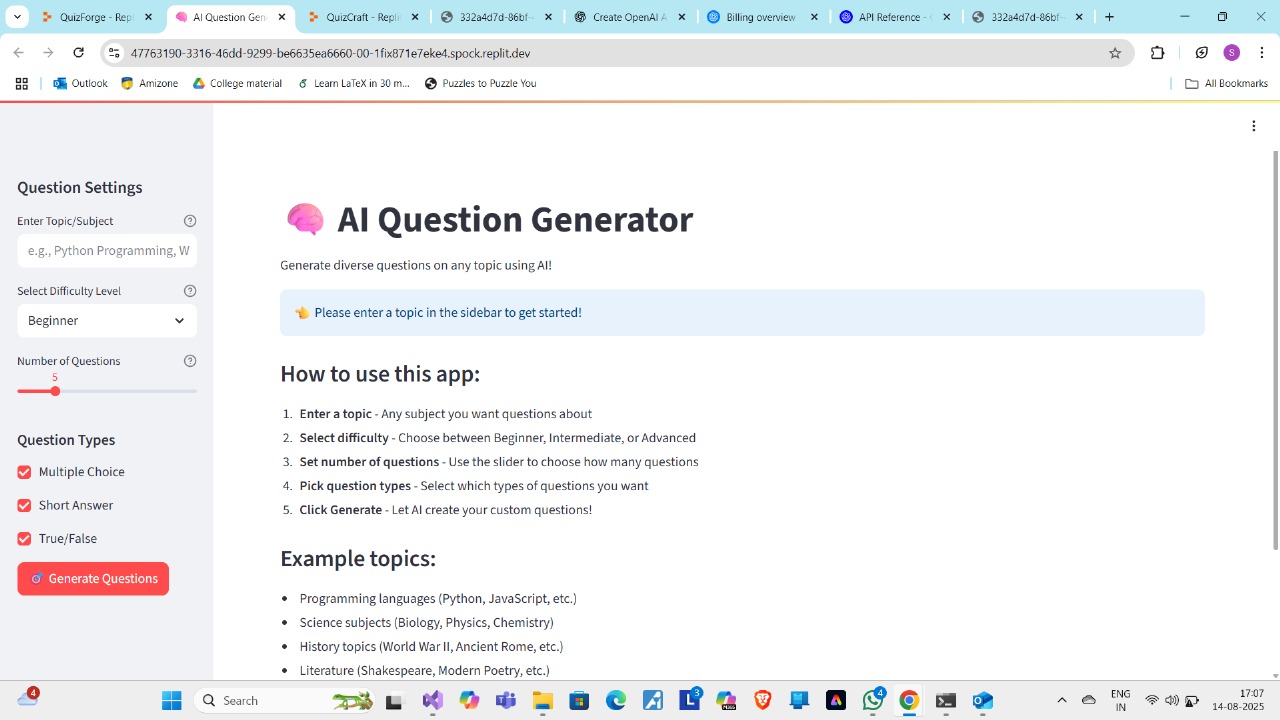 QuizForge - Repl
AI Question Gen
QuizCraft - Repli
332a4d7d-86bf-
Create OpenAI A
Billing overview
API Reference -
332a4d7d-86bf-
47763190-3316-46dd-9299-be6635ea6660-00-1fix871e7eke4.spock.replit.dev
S
Outlook
Amizone
College material
Learn LaTeX in 30 m...
Puzzles to Puzzle You
All Bookmarks
Question Settings
Enter Topic/Subject
e.g., Python Programming, W
Select Difficulty Level
Beginner
Number of Questions
5
Question Types
Multiple Choice
Short Answer
True/False
Generate Questions
AI Question Generator
Generate diverse questions on any topic using AI!
Please enter a topic in the sidebar to get started!
How to use this app:
1. Enter a topic - Any subject you want questions about
2. Select difficulty - Choose between Beginner, Intermediate, or Advanced
3. Set number of questions - Use the slider to choose how many questions
4. Pick question types - Select which types of questions you want
5. Click Generate - Let AI create your custom questions!
Example topics:
Programming languages (Python, JavaScript, etc.)
Science subjects (Biology, Physics, Chemistry)
History topics (World War II, Ancient Rome, etc.)
Literature (Shakespeare, Modern Poetry, etc.)
4
Search
3
4
ENG
IN
17:07
14-08-2025